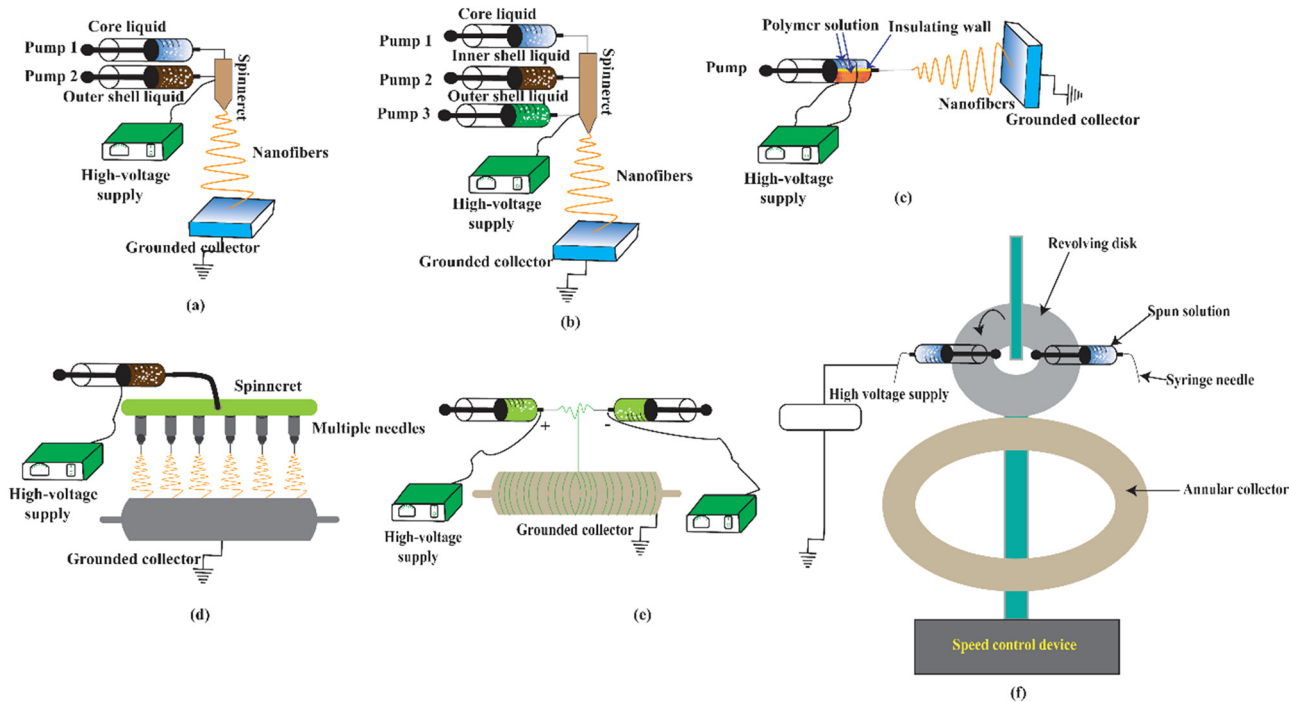 Core liquid
Pump 1
Pump 2
Outer shell liquid
Spinneret
High-voltage
supply
Nanofibers
Grounded collector
(a)
Core liquid
Pump 1
Inner shell liquid
Pump 2
Outer shell liquid
Pump 3
Spinneret
High-voltage
supply
Nanofibers
Grounded collector
(b)
Polymer solution
Insulating wall
Pump
Nanofibers
Grounded collector
High-voltage
supply
(c)
Spinneret
Multiple needles
High-voltage
supply
Grounded collector
(d)
+
-
High-voltage
supply
Grounded collector
(e)
Revolving disk
Spun solution
High voltage supply
Syringe needle
Annular collector
Speed control device
(f)